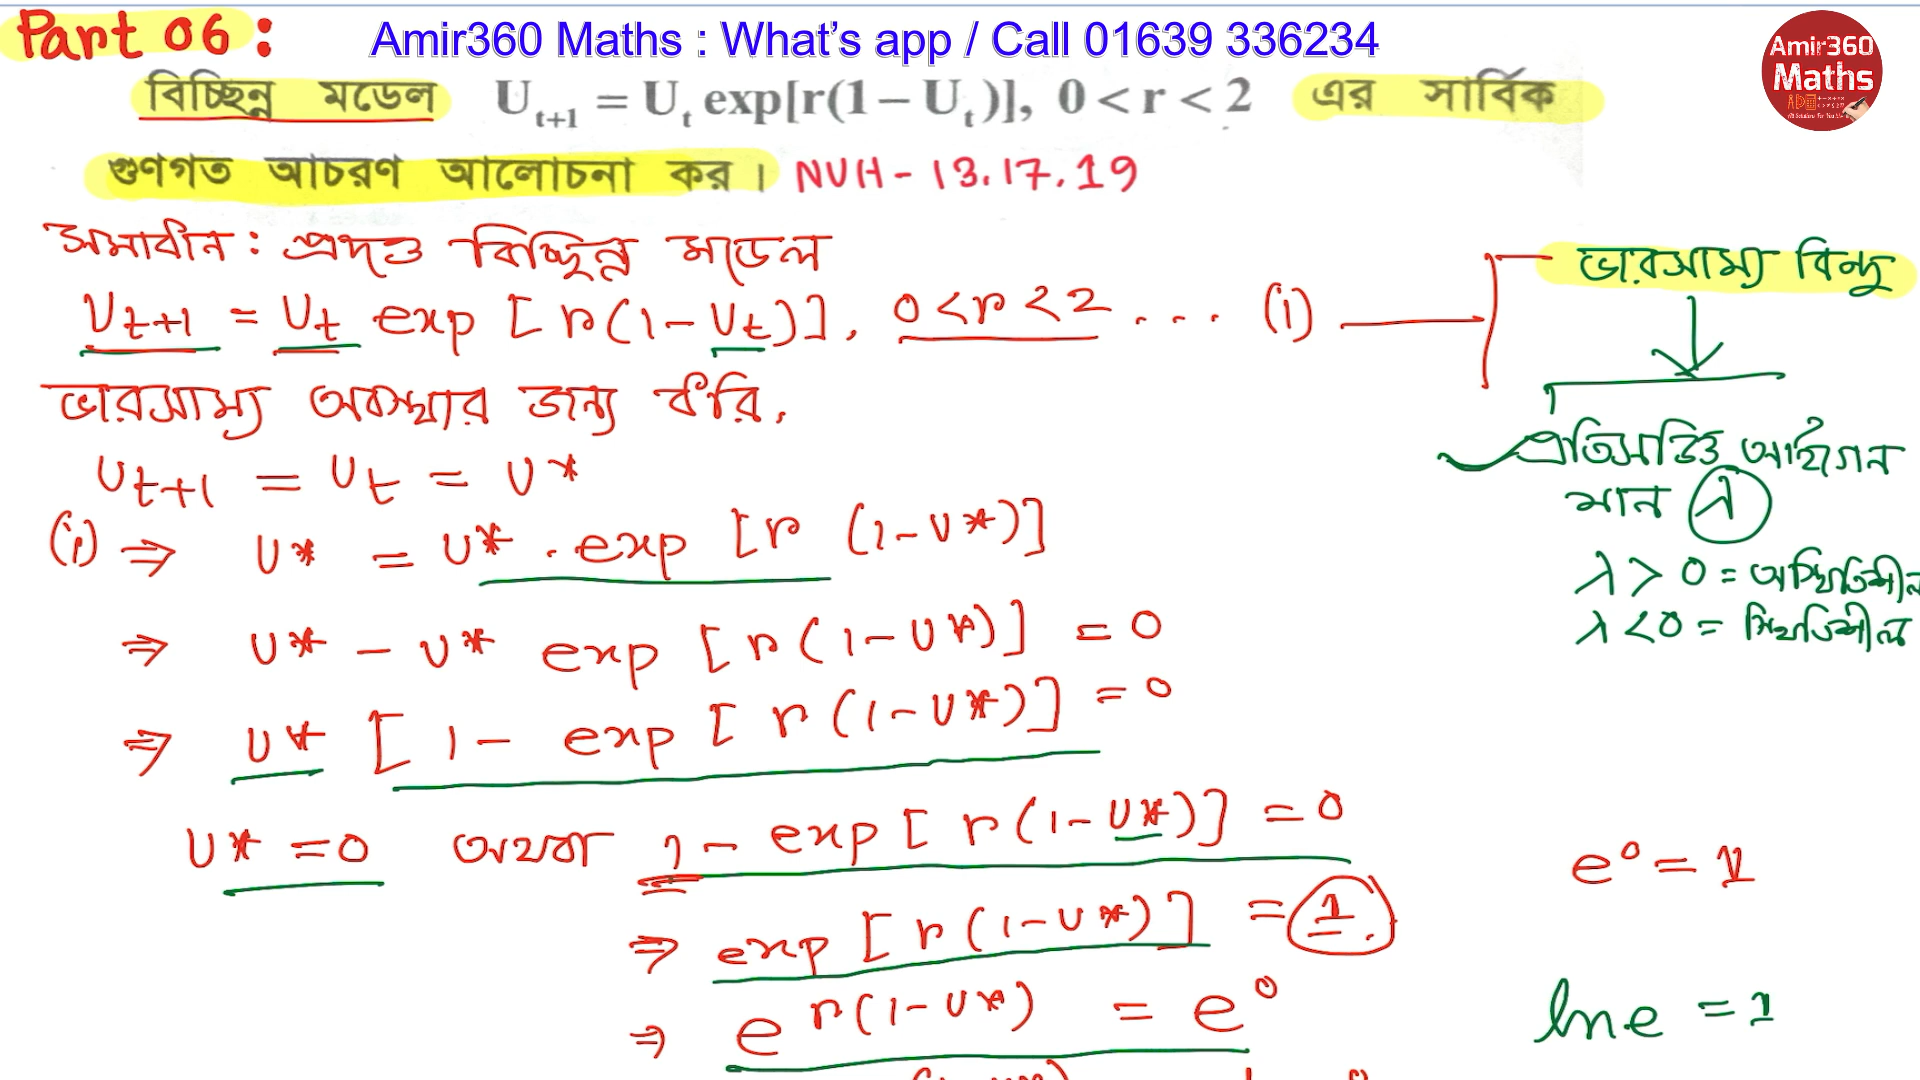 Part 06 :
Amir360 Maths : What's app / Call 01639 336234
Amir360
Maths
বিচ্ছিন্ন মডেল U_{t+1} = U_t exp[r(1 – U_t)], 0 < r < 2 এর সার্বিক
গুণগত আচরণ আলোচনা কর। NUH - 13.17.19
সমাধান : প্রদত্ত বিচ্ছিন্ন মডেল
U_{t+1} = U_t exp [r(1-U_t)], 0<r<2 ... (i)
ভারসাম্য অবস্থার জন্য ধরি,
U_{t+1} = U_t = U*
(i) ⇒ U* = U* . exp [r (1-U*)]
⇒ U* - U* exp [r(1-U*)] = 0
⇒ U* [ 1 - exp [r(1-U*)] = 0
U* = 0 অথবা 1 - exp [r(1-U*)] = 0
⇒ exp [r(1-U*)] = 1
⇒ e^{r(1-U*)} = e^0
ভারসাম্য বিন্দু
আইগেন
মান λ
λ > 0 = অস্থিতিশীল
λ < 0 = স্থিতিশীল
e^0 = 1
ln e = 1